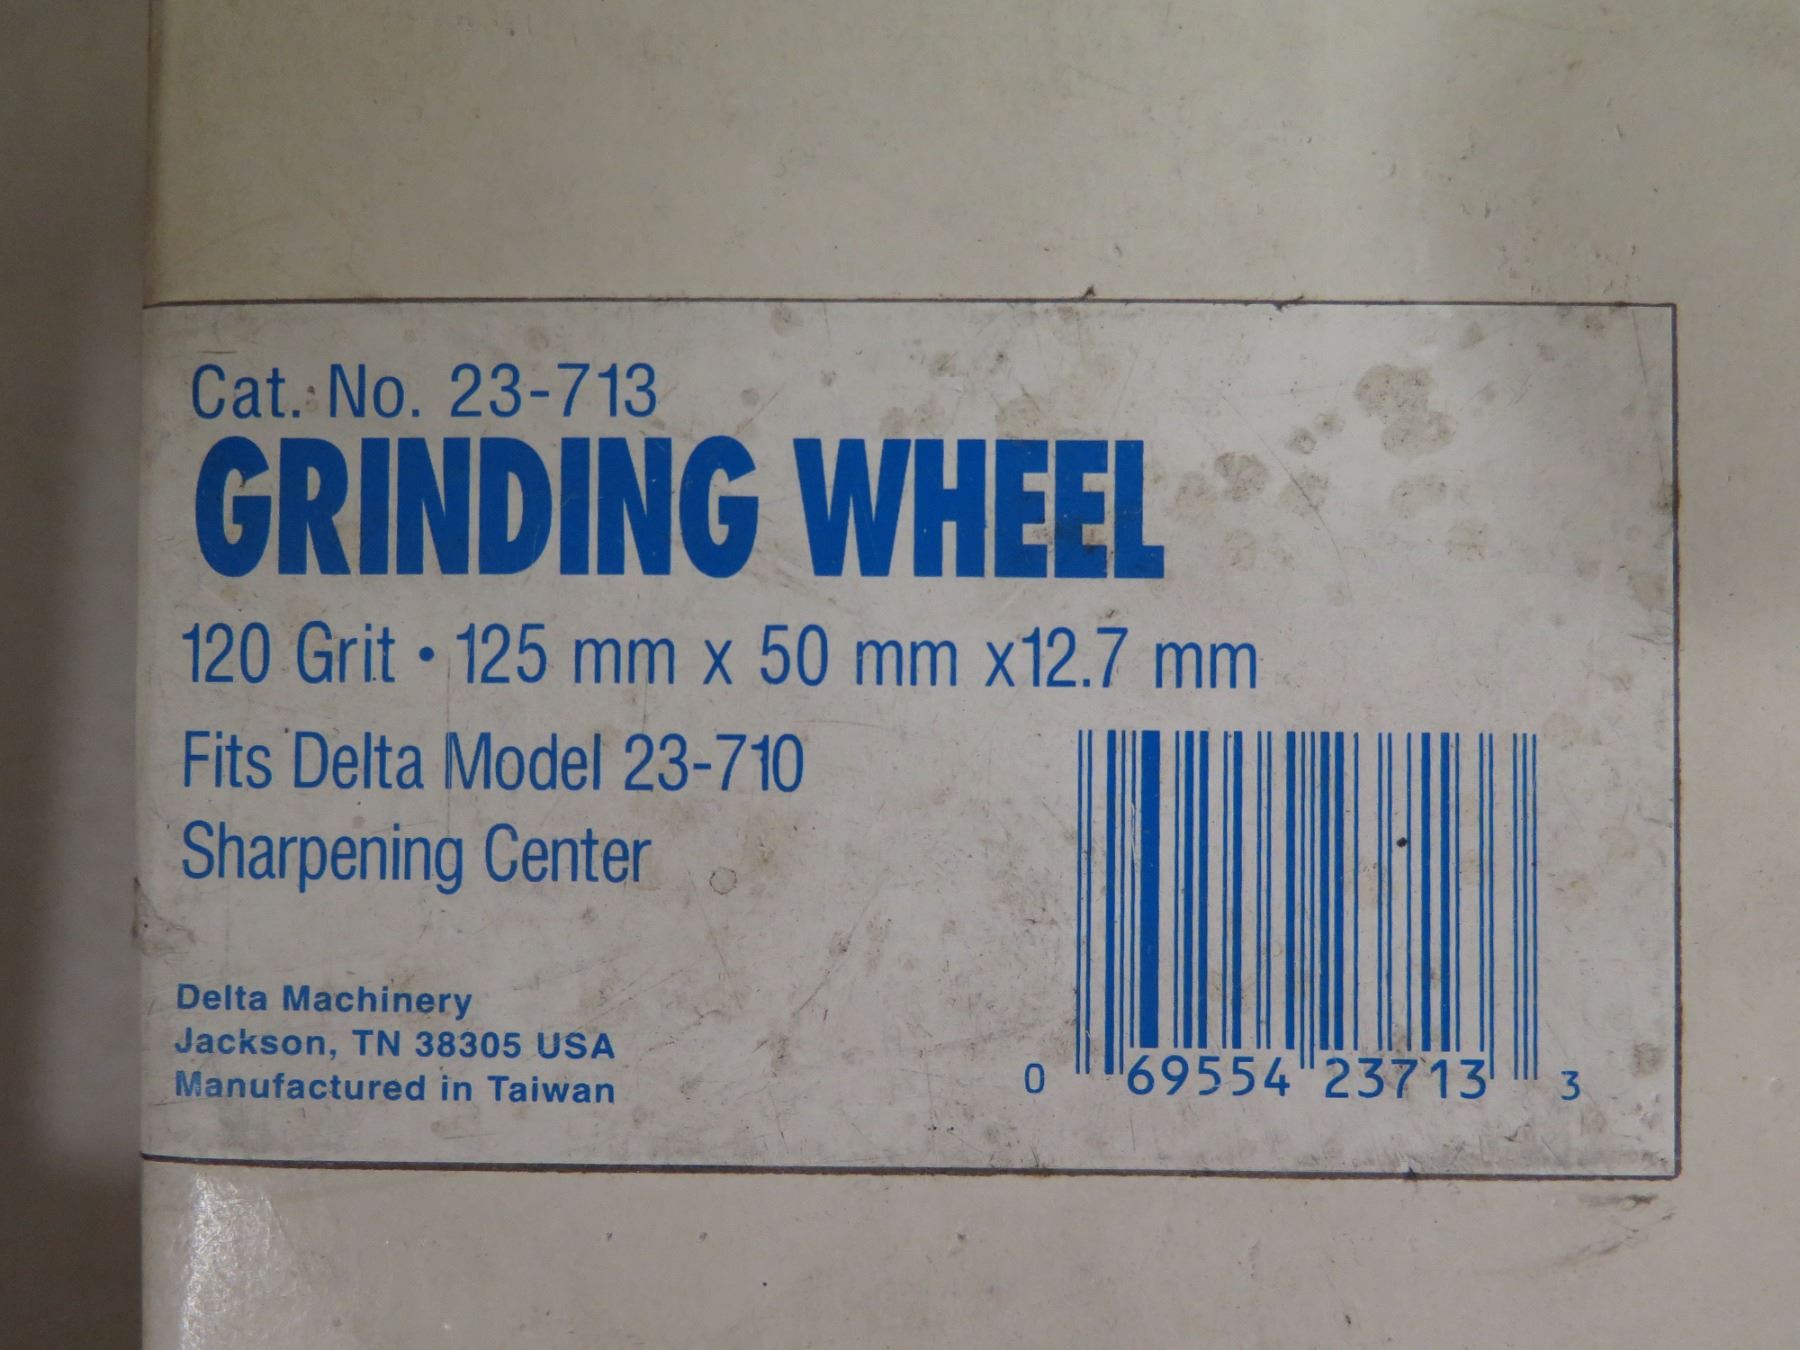 Cat. No. 23-713
GRINDING WHEEL
120 Grit • 125 mm x 50 mm x12.7 mm
Fits Delta Model 23-710
Sharpening Center
Delta Machinery
Jackson, TN 38305 USA
Manufactured in Taiwan
0 69554 23713 3